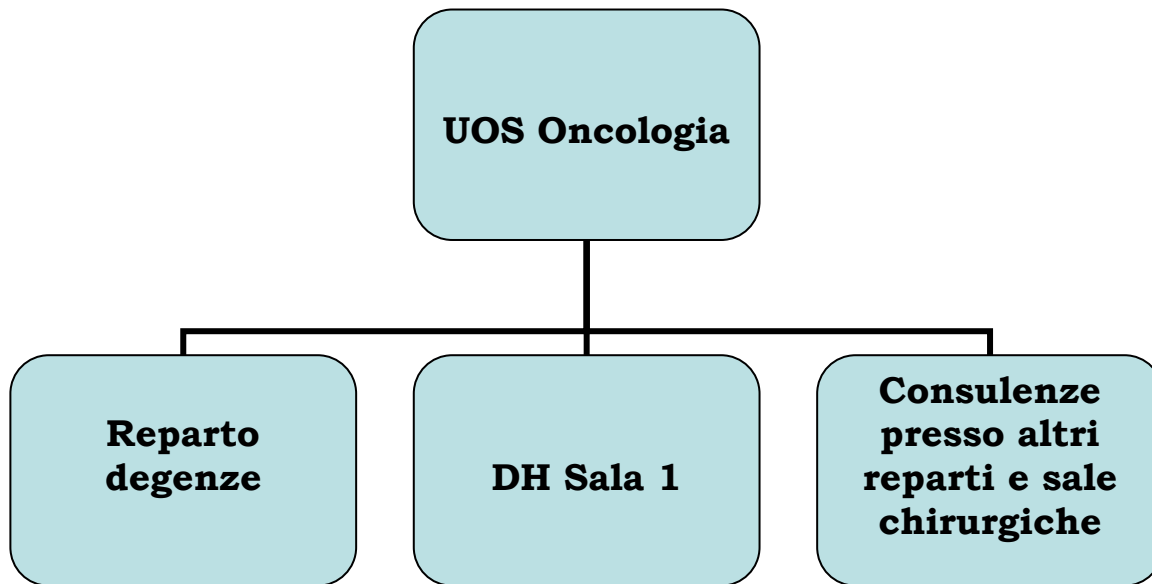 UOS Oncologia
Reparto
degenze
DH Sala 1
Consulenze
presso altri
reparti e sale
chirurgiche